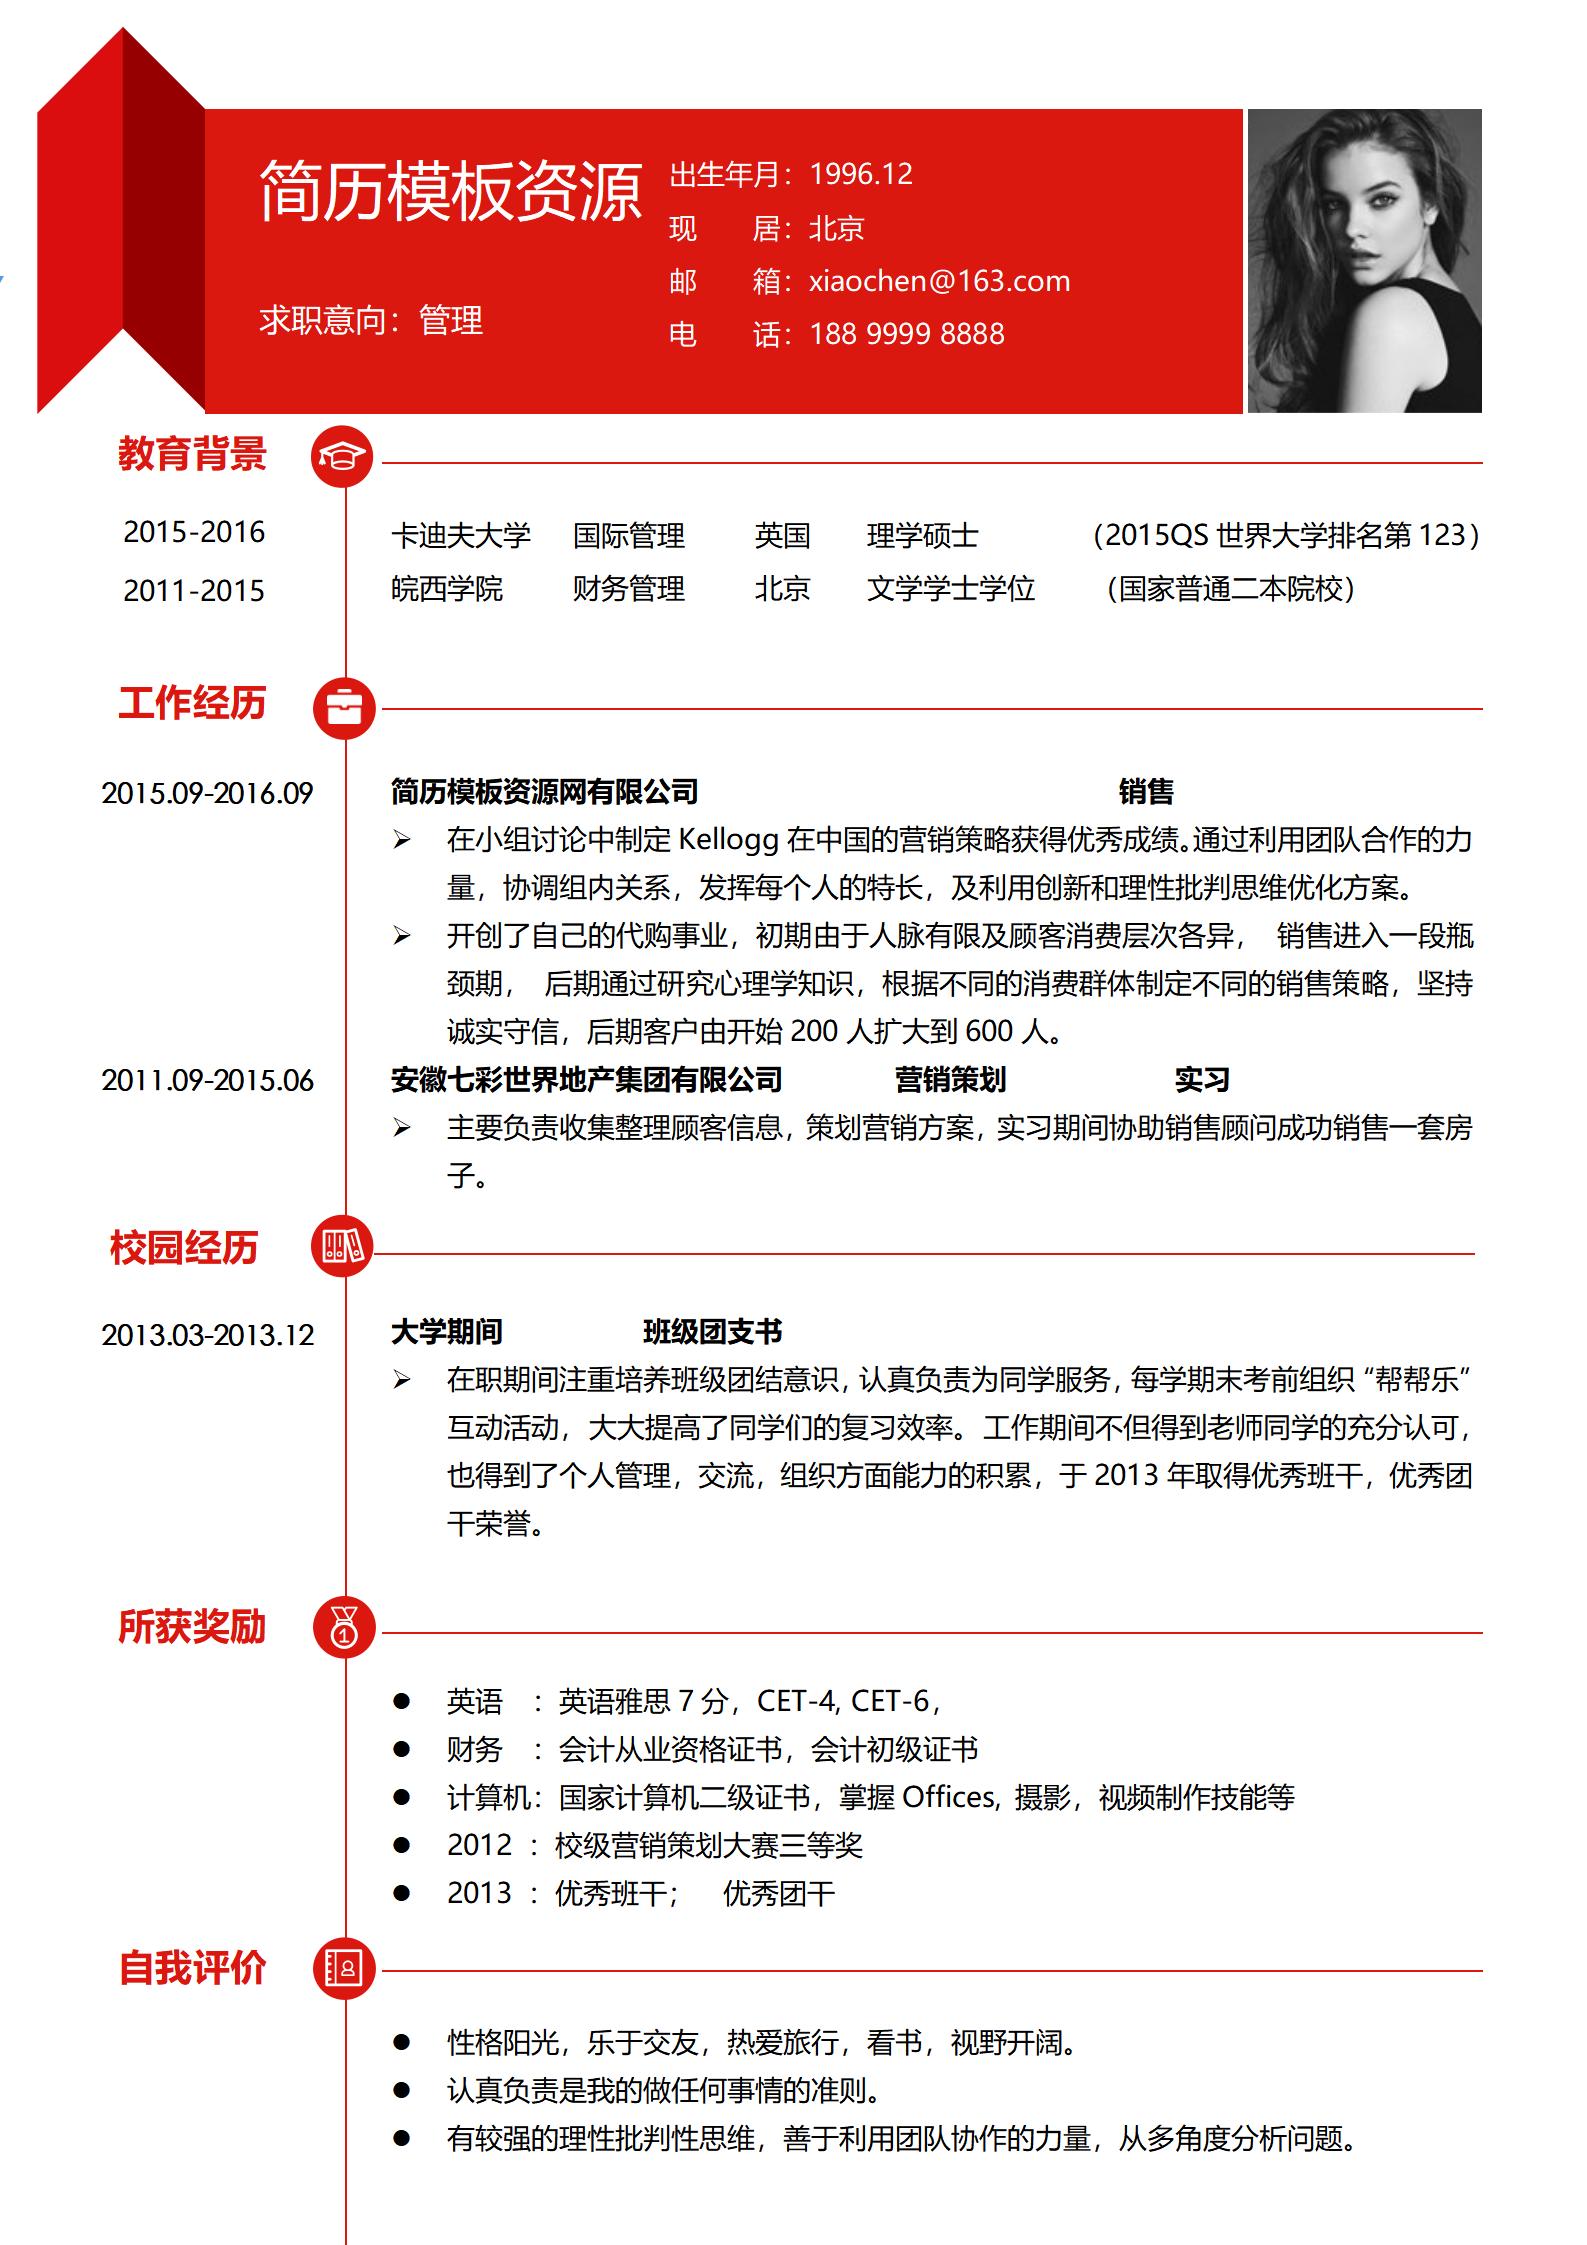 简历模板资源
求职意向：管理
出生年月：1996.12
现 居：北京
邮 箱：xiaochen@163.com
电 话：188 9999 8888
教育背景
2015-2016 卡迪夫大学 国际管理 英国 理学硕士 （2015QS 世界大学排名第 123）
2011-2015 皖西学院 财务管理 北京 文学学士学位 （国家普通二本院校）
工作经历
2015.09-2016.09 简历模板资源网有限公司 销售
在小组讨论中制定 Kellogg 在中国的营销策略获得优秀成绩。通过利用团队合作的力
量，协调组内关系，发挥每个人的特长，及利用创新和理性批判思维优化方案。
开创了自己的代购事业，初期由于人脉有限及顾客消费层次各异， 销售进入一段瓶
颈期， 后期通过研究心理学知识，根据不同的消费群体制定不同的销售策略，坚持
诚实守信，后期客户由开始 200 人扩大到 600 人。
2011.09-2015.06 安徽七彩世界地产集团有限公司 营销策划 实习
主要负责收集整理顾客信息，策划营销方案，实习期间协助销售顾问成功销售一套房
子。
校园经历
2013.03-2013.12 大学期间 班级团支书
在职期间注重培养班级团结意识，认真负责为同学服务，每学期末考前组织 “帮帮乐”
互动活动，大大提高了同学们的复习效率。工作期间不但得到老师同学的充分认可，
也得到了个人管理，交流，组织方面能力的积累，于 2013 年取得优秀班干，优秀团
干荣誉。
所获奖励
● 英语 ：英语雅思 7 分，CET-4, CET-6，
● 财务 ：会计从业资格证书，会计初级证书
● 计算机：国家计算机二级证书，掌握 Offices, 摄影，视频制作技能等
● 2012 ：校级营销策划大赛三等奖
● 2013 ：优秀班干； 优秀团干
自我评价
● 性格阳光，乐于交友，热爱旅行，看书，视野开阔。
● 认真负责是我的做任何事情的准则。
● 有较强的理性批判性思维，善于利用团队协作的力量，从多角度分析问题。